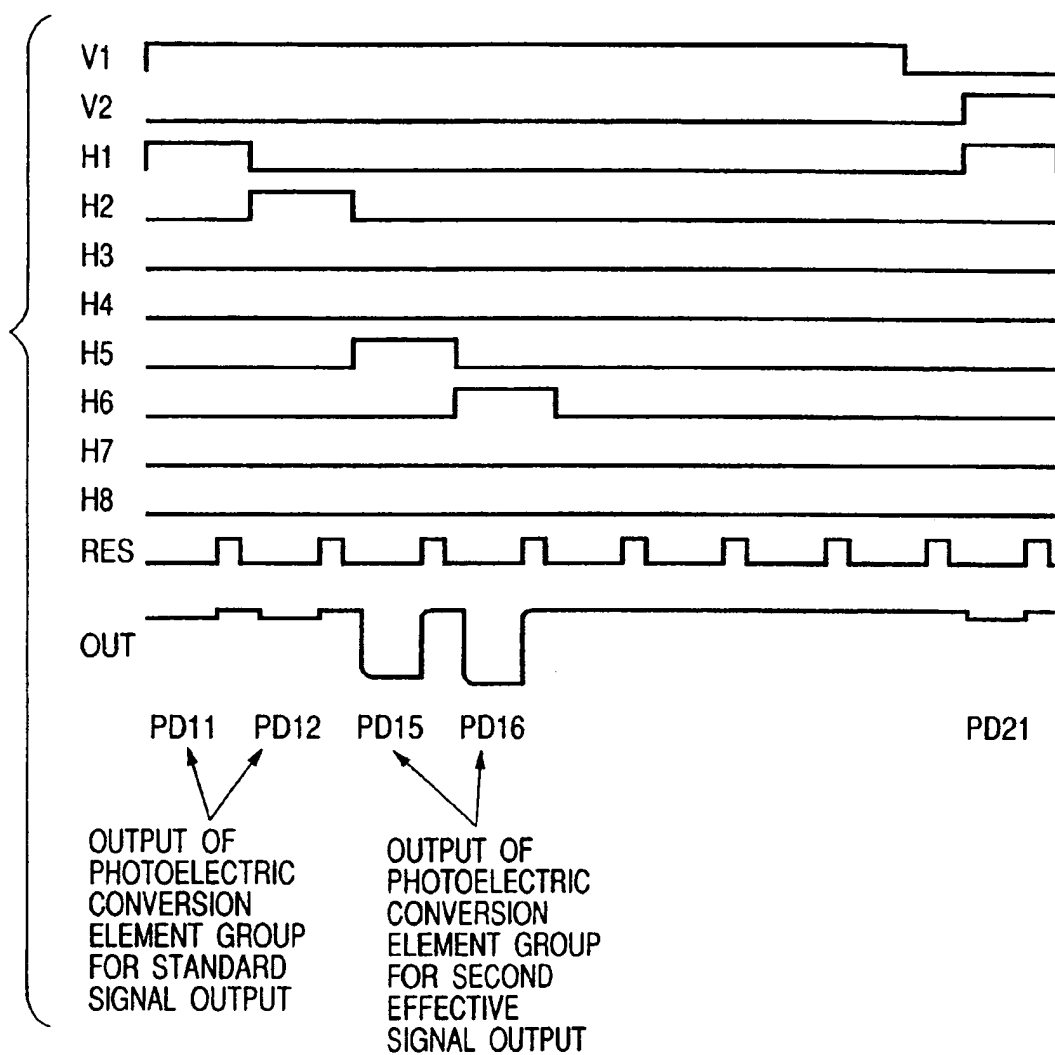 V1
V2
H1
H2
H3
H4
H5
H6
H7
H8
RES
OUT
PD11 PD12 PD15 PD16 PD21
OUTPUT OF
PHOTOELECTRIC
CONVERSION
ELEMENT GROUP
FOR STANDARD
SIGNAL OUTPUT
OUTPUT OF
PHOTOELECTRIC
CONVERSION
ELEMENT GROUP
FOR SECOND
EFFECTIVE
SIGNAL OUTPUT